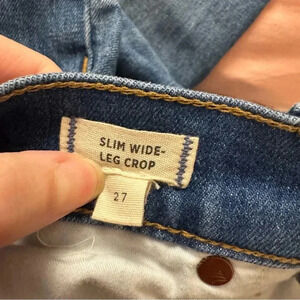 SLIM WIDE-
LEG CROP
27